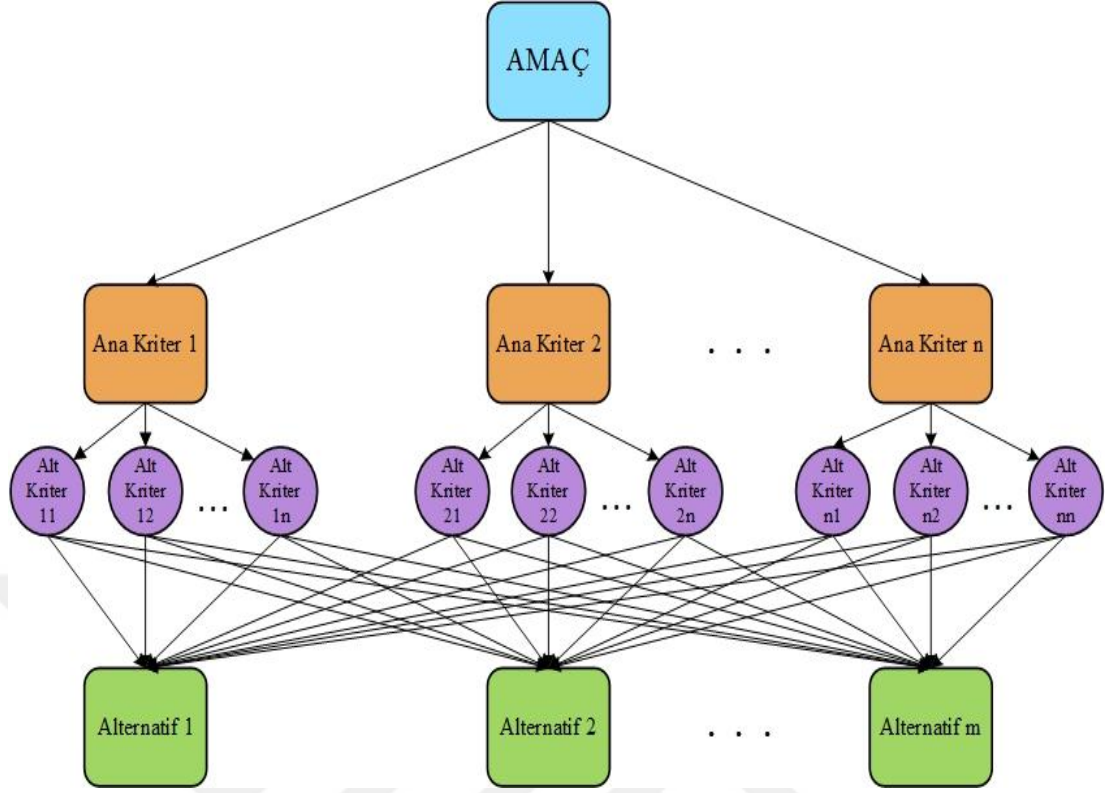 AMAÇ
Ana Kriter 1
Ana Kriter 2
. . .
Ana Kriter n
Alt
Kriter
11
Alt
Kriter
12
...
Alt
Kriter
1n
Alt
Kriter
21
Alt
Kriter
22
...
Alt
Kriter
2n
Alt
Kriter
n1
Alt
Kriter
n2
...
Alt
Kriter
nn
Alternatif 1
Alternatif 2
. . .
Alternatif m